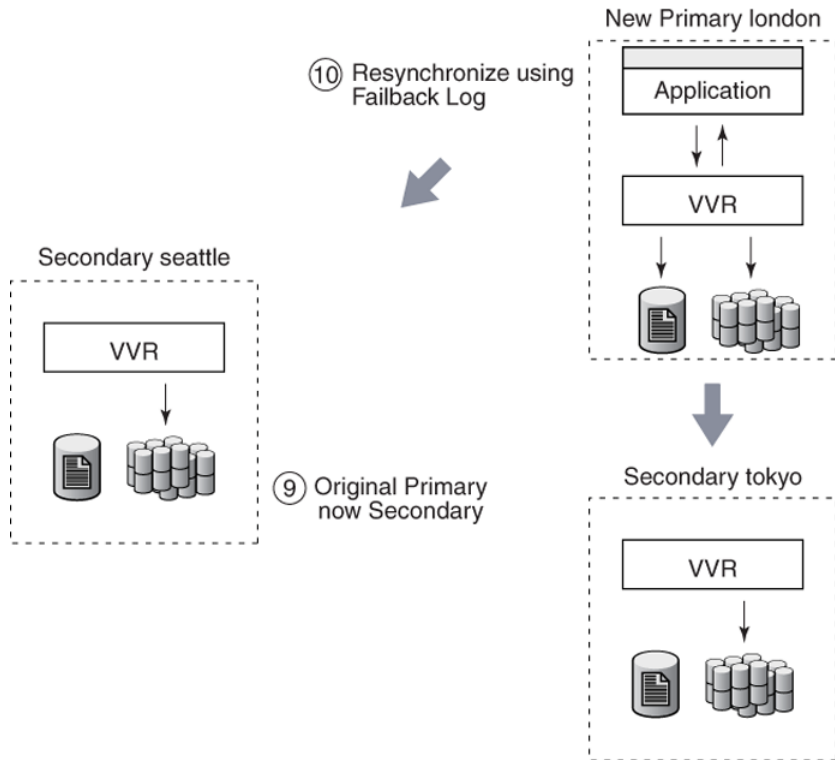 New Primary london
10 Resynchronize using
Failback Log
Application
VVR
Secondary seattle
VVR
9 Original Primary
now Secondary
Secondary tokyo
VVR